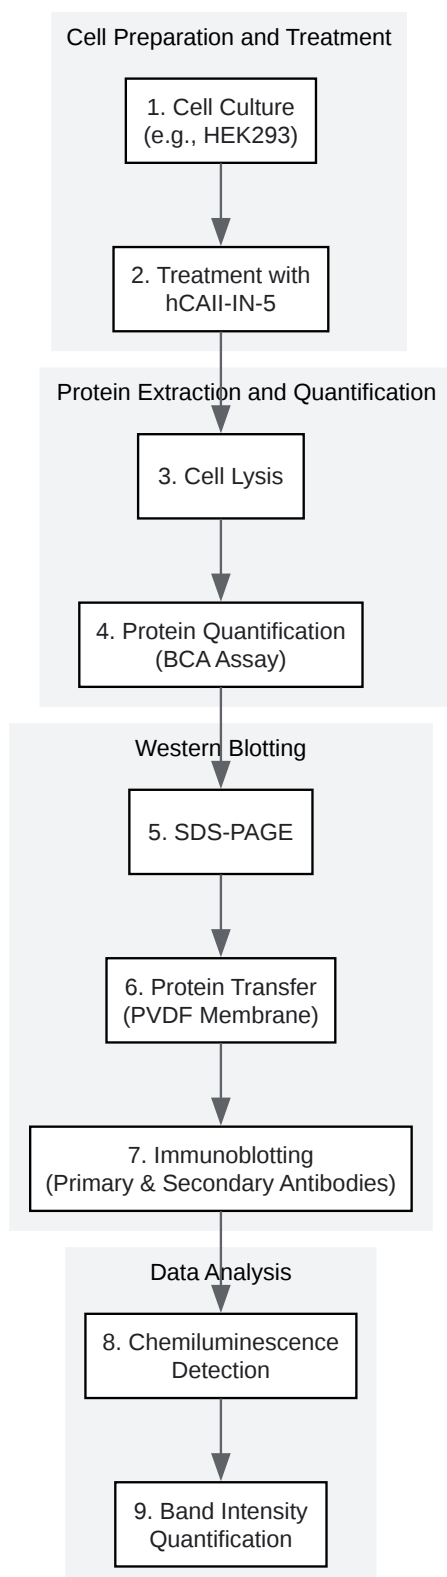 Cell Preparation and Treatment
1. Cell Culture
(e.g., HEK293)
2. Treatment with
hCAII-IN-5
Protein Extraction and Quantification
3. Cell Lysis
4. Protein Quantification
(BCA Assay)
Western Blotting
5. SDS-PAGE
6. Protein Transfer
(PVDF Membrane)
7. Immunoblotting
(Primary & Secondary Antibodies)
Data Analysis
8. Chemiluminescence
Detection
9. Band Intensity
Quantification